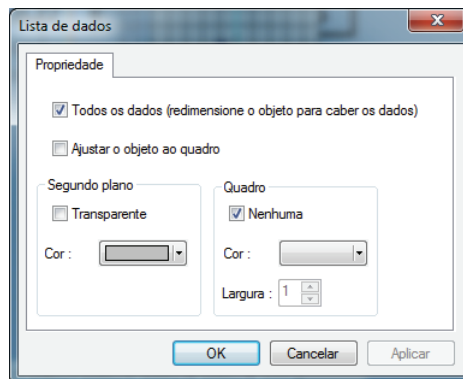 Lista de dados
Propriedade
Todos os dados (redimensione o objeto para caber os dados)
Ajustar o objeto ao quadro
Segundo plano
Transparente
Cor :
Quadro
Nenhuma
Cor :
Largura : 1
OK Cancelar Aplicar